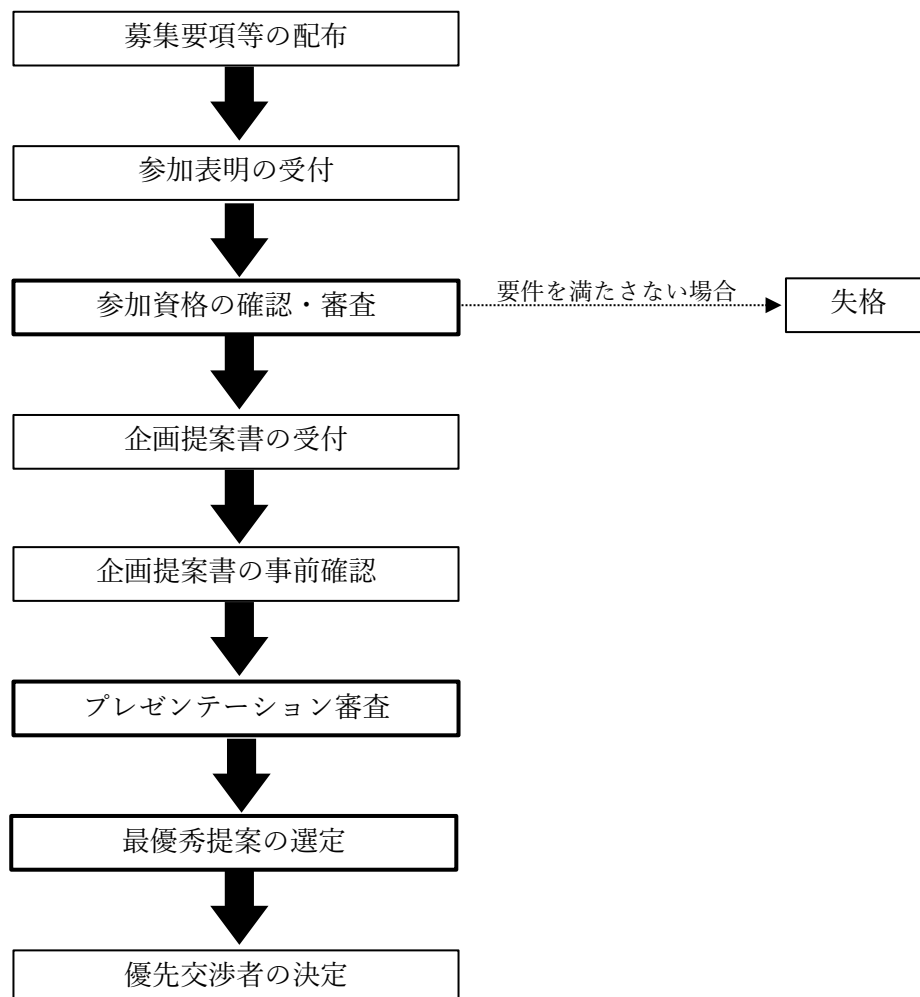 募集要項等の配布
参加表明の受付
参加資格の確認・審査
要件を満たさない場合
失格
企画提案書の受付
企画提案書の事前確認
プレゼンテーション審査
最優秀提案の選定
優先交渉者の決定